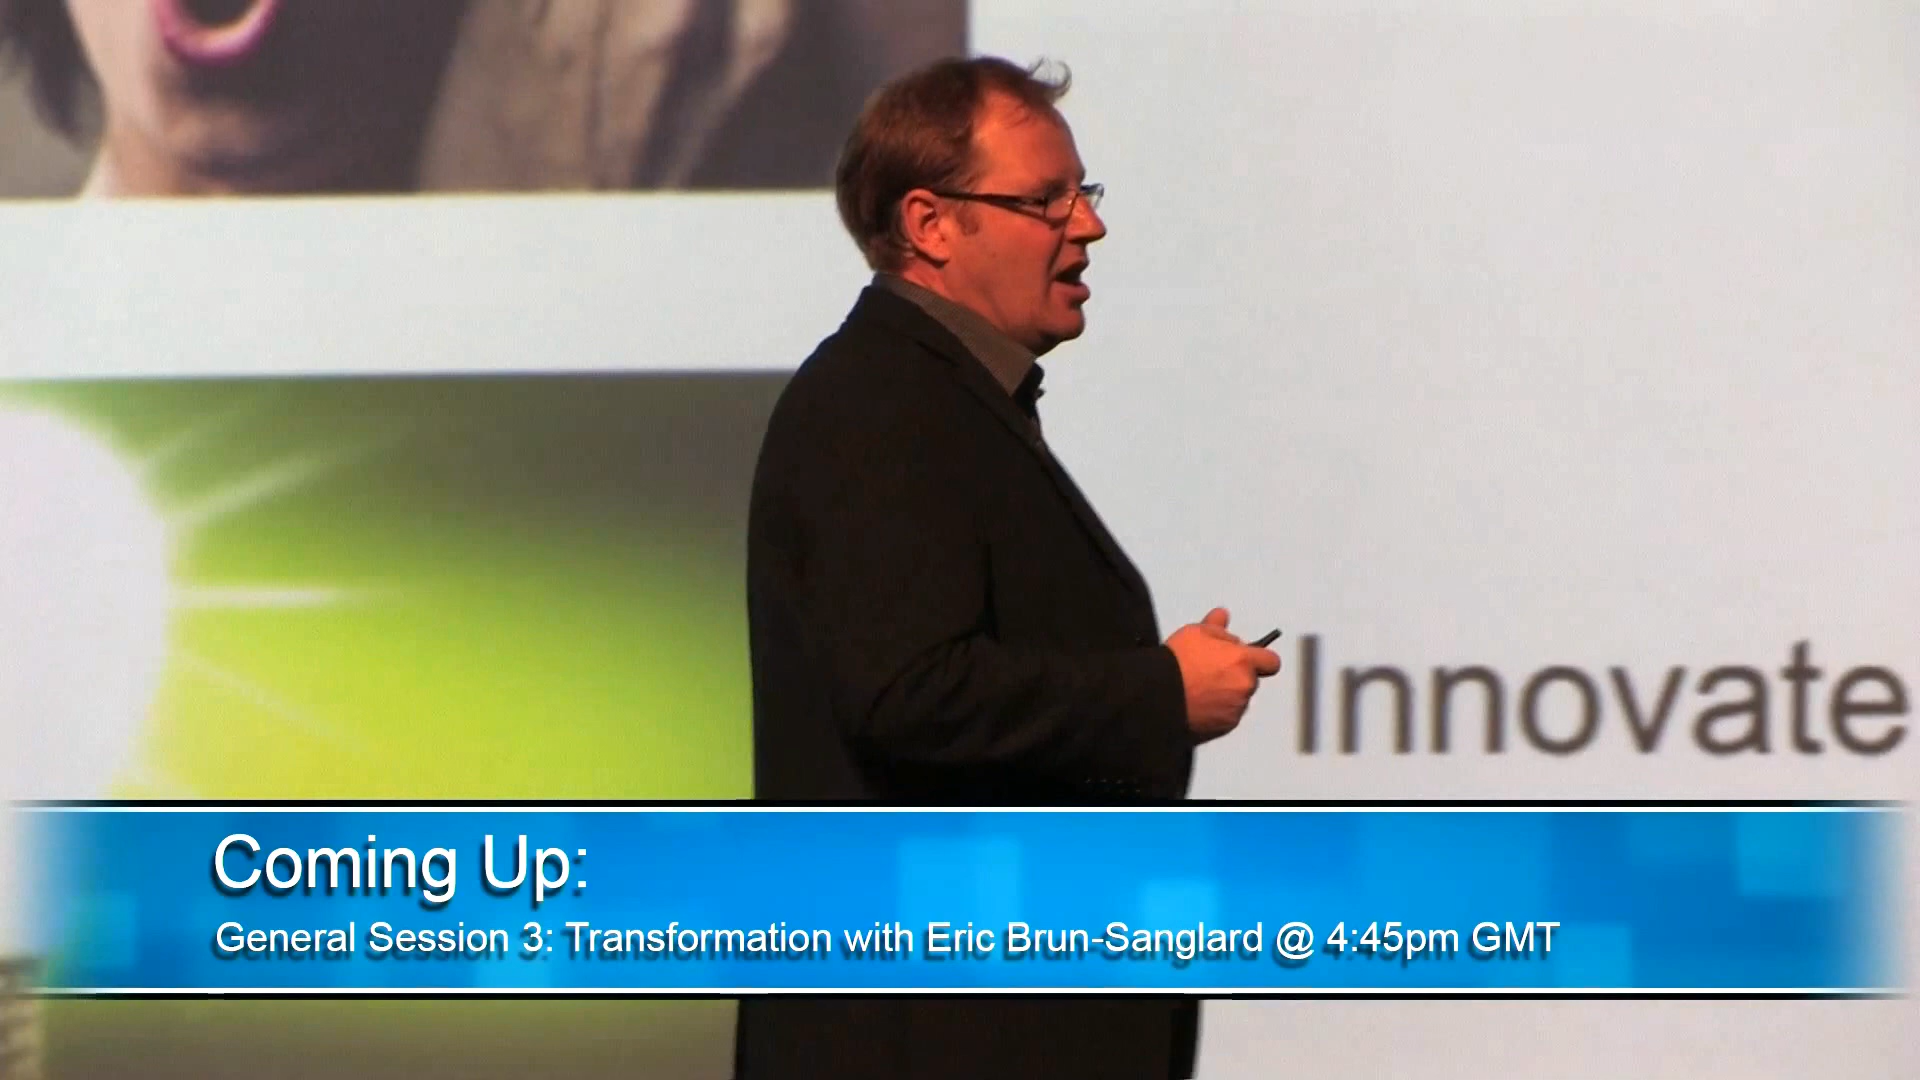 Innovate
Coming Up:
General Session 3: Transformation with Eric Brun-Sanglard @ 4:45pm GMT